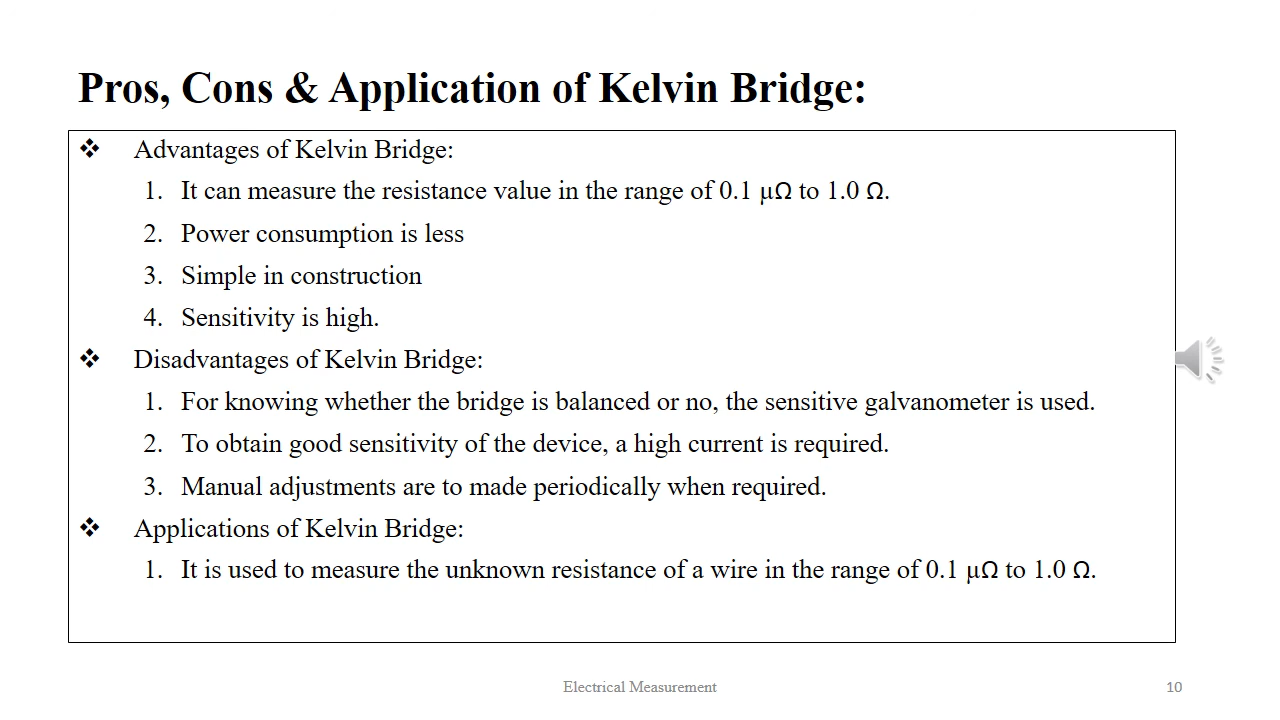 Pros, Cons & Application of Kelvin Bridge:
❖ Advantages of Kelvin Bridge:
1. It can measure the resistance value in the range of 0.1 µΩ to 1.0 Ω.
2. Power consumption is less
3. Simple in construction
4. Sensitivity is high.
❖ Disadvantages of Kelvin Bridge:
1. For knowing whether the bridge is balanced or no, the sensitive galvanometer is used.
2. To obtain good sensitivity of the device, a high current is required.
3. Manual adjustments are to made periodically when required.
❖ Applications of Kelvin Bridge:
1. It is used to measure the unknown resistance of a wire in the range of 0.1 µΩ to 1.0 Ω.
Electrical Measurement
10